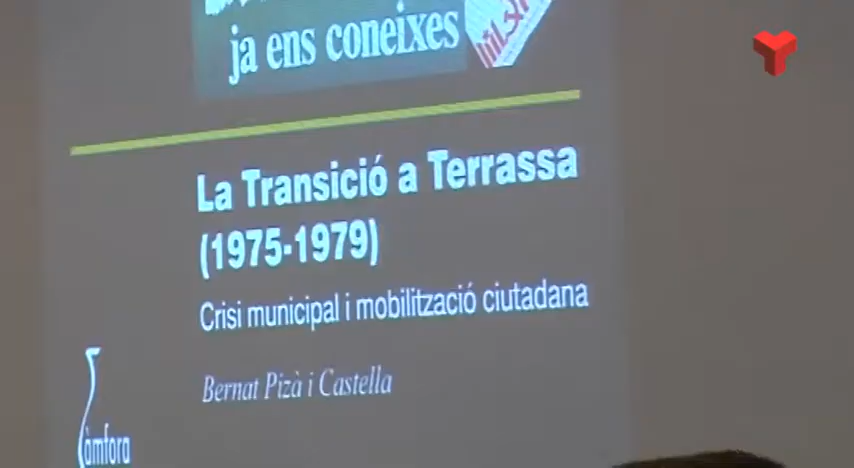 ja ens coneixes
La Transició a Terrassa
(1975-1979)
Crisi municipal i mobilització ciutadana
Bernat Pizà i Castella
àmfora